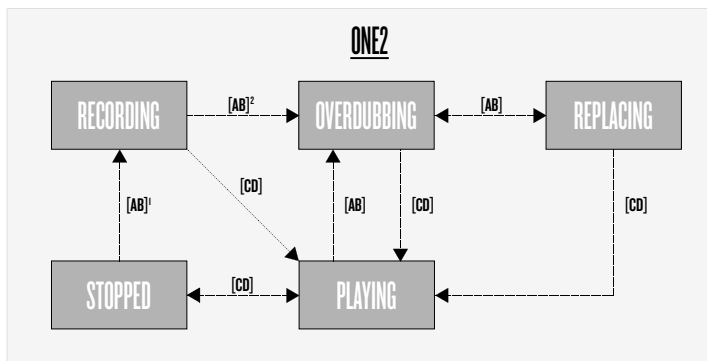 ONE2
RECORDING
[AB]²
OVERDUBBING
[AB]
REPLACING
[AB]¹
[CD]
[AB]
[CD]
[CD]
STOPPED
[CD]
PLAYING